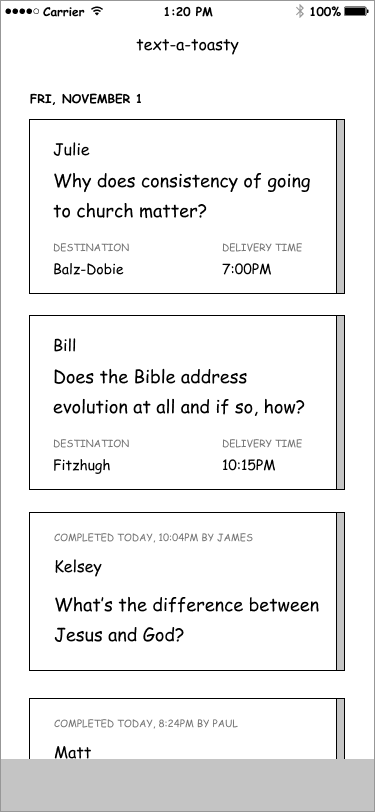 Carrier 1:20 PM 100%
text-a-toasty
FRI, NOVEMBER 1
Julie
Why does consistency of going
to church matter?
DESTINATION DELIVERY TIME
Balz-Dobie 7:00PM
Bill
Does the Bible address
evolution at all and if so, how?
DESTINATION DELIVERY TIME
Fitzhugh 10:15PM
COMPLETED TODAY, 10:04PM BY JAMES
Kelsey
What's the difference between
Jesus and God?
COMPLETED TODAY, 8:24PM BY PAUL
Matt